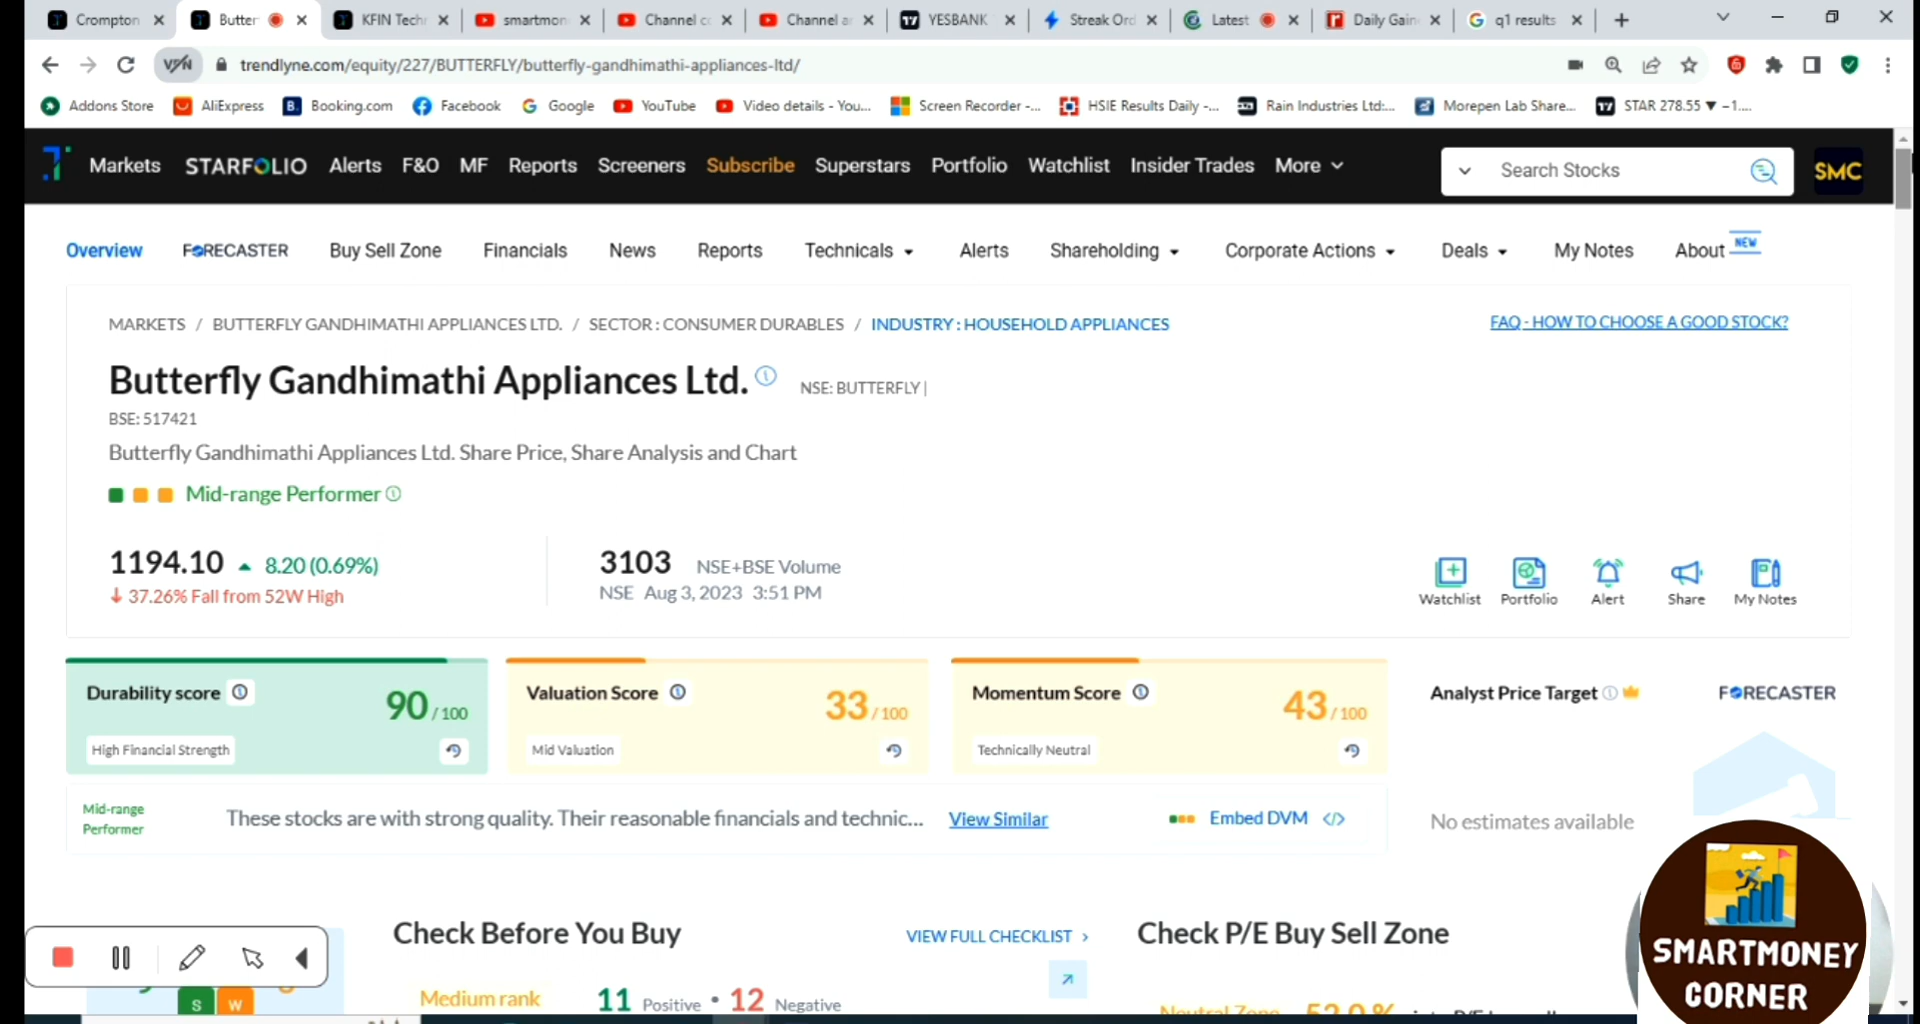 Crompton
Butter
KFIN Tech
smartmon
Channel c
Channel a
YESBANK
Streak Ord
Latest
Daily Gain
q1 results
VPN
trendlyne.com/equity/227/BUTTERFLY/butterfly-gandhimathi-appliances-ltd/
Addons Store AliExpress Booking.com Facebook Google YouTube Video details - You... Screen Recorder -... HSIE Results Daily -... Rain Industries Ltd:... Morepen Lab Share... STAR 278.55 ▼ −1....
Markets STARFOLIO Alerts F&O MF Reports Screeners Subscribe Superstars Portfolio Watchlist Insider Trades More
Search Stocks
SMC
Overview FORECASTER Buy Sell Zone Financials News Reports Technicals Alerts Shareholding Corporate Actions Deals My Notes About NEW
MARKETS / BUTTERFLY GANDHIMATHI APPLIANCES LTD. / SECTOR : CONSUMER DURABLES / INDUSTRY : HOUSEHOLD APPLIANCES
FAQ - HOW TO CHOOSE A GOOD STOCK?
Butterfly Gandhimathi Appliances Ltd. NSE: BUTTERFLY |
BSE: 517421
Butterfly Gandhimathi Appliances Ltd. Share Price, Share Analysis and Chart
Mid-range Performer
1194.10 ▲ 8.20 (0.69%)
↓ 37.26% Fall from 52W High
3103 NSE+BSE Volume
NSE Aug 3, 2023 3:51 PM
Watchlist Portfolio Alert Share My Notes
Durability score 90 / 100
High Financial Strength
Valuation Score 33 / 100
Mid Valuation
Momentum Score 43 / 100
Technically Neutral
Analyst Price Target FORECASTER
No estimates available
Mid-range
Performer
These stocks are with strong quality. Their reasonable financials and technic... View Similar
Embed DVM </>
Check Before You Buy
VIEW FULL CHECKLIST >
Medium rank 11 Positive • 12 Negative
Check P/E Buy Sell Zone
S W
SMARTMONEY
CORNER